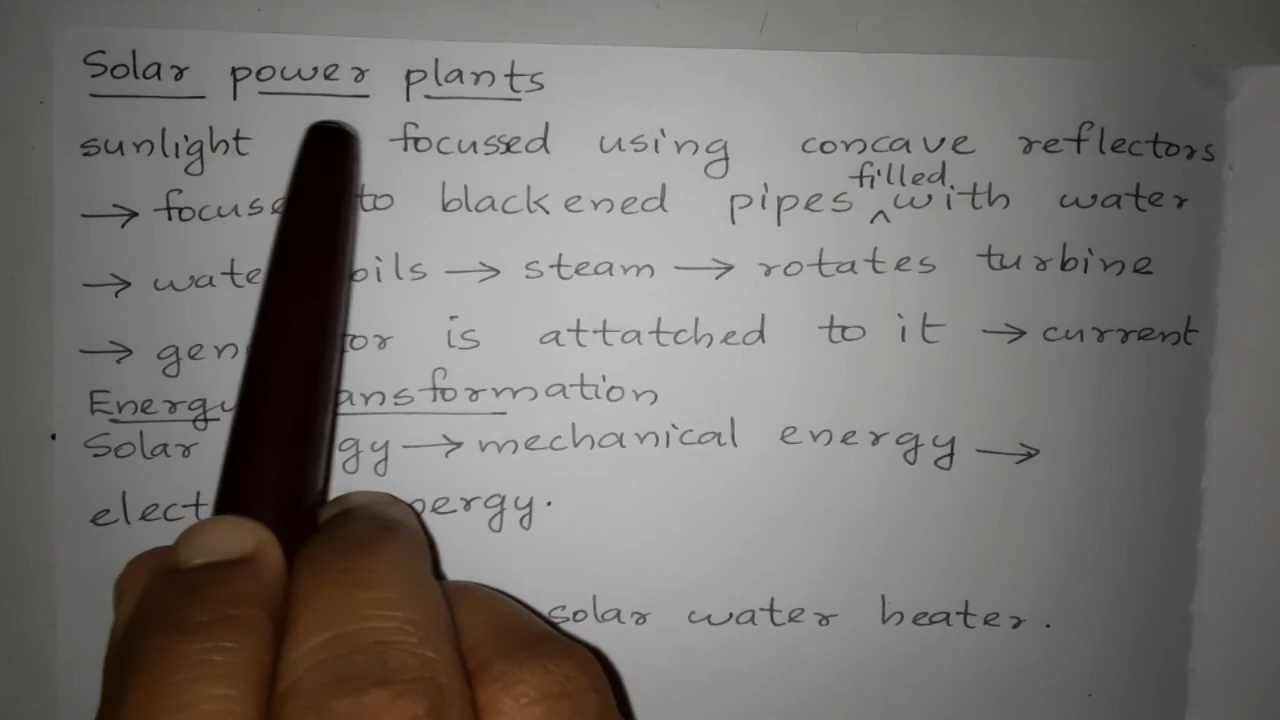 Solar power plants
sunlight focussed using concave reflectors
→ focuse to blackened pipes filled with water
→ wate oils → steam → rotates turbine
→ gen or is attatched to it → current
Energy ansformation
Solar gy → mechanical energy →
elect ergy.
solar water heater.